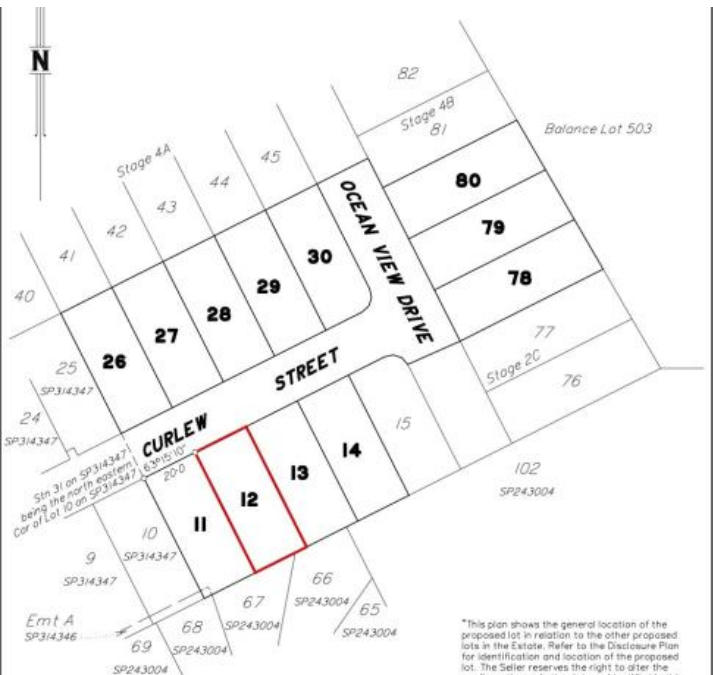 N
82
Stage 4B
81
Balance Lot 503
80
79
78
77
Stage 2C
76
Stage 4A
45
44
43
42
41
40
OCEAN VIEW DRIVE
30
29
28
27
26
25
SP314347
24
SP314347
CURLEW STREET
Stn 31 on SP314347
being the north eastern
Cor of Lot 10 on SP314347
63°15'10"
20·0
15
14
13
12
11
10
SP314347
9
SP314347
102
SP243004
66
SP243004
65
SP243004
67
SP243004
68
SP243004
69
SP243004
Emt A
SP314346
*This plan shows the general location of the
proposed lot in relation to the other proposed
lots in the Estate. Refer to the Disclosure Plan
for identification and location of the proposed
lot. The Seller reserves the right to alter the